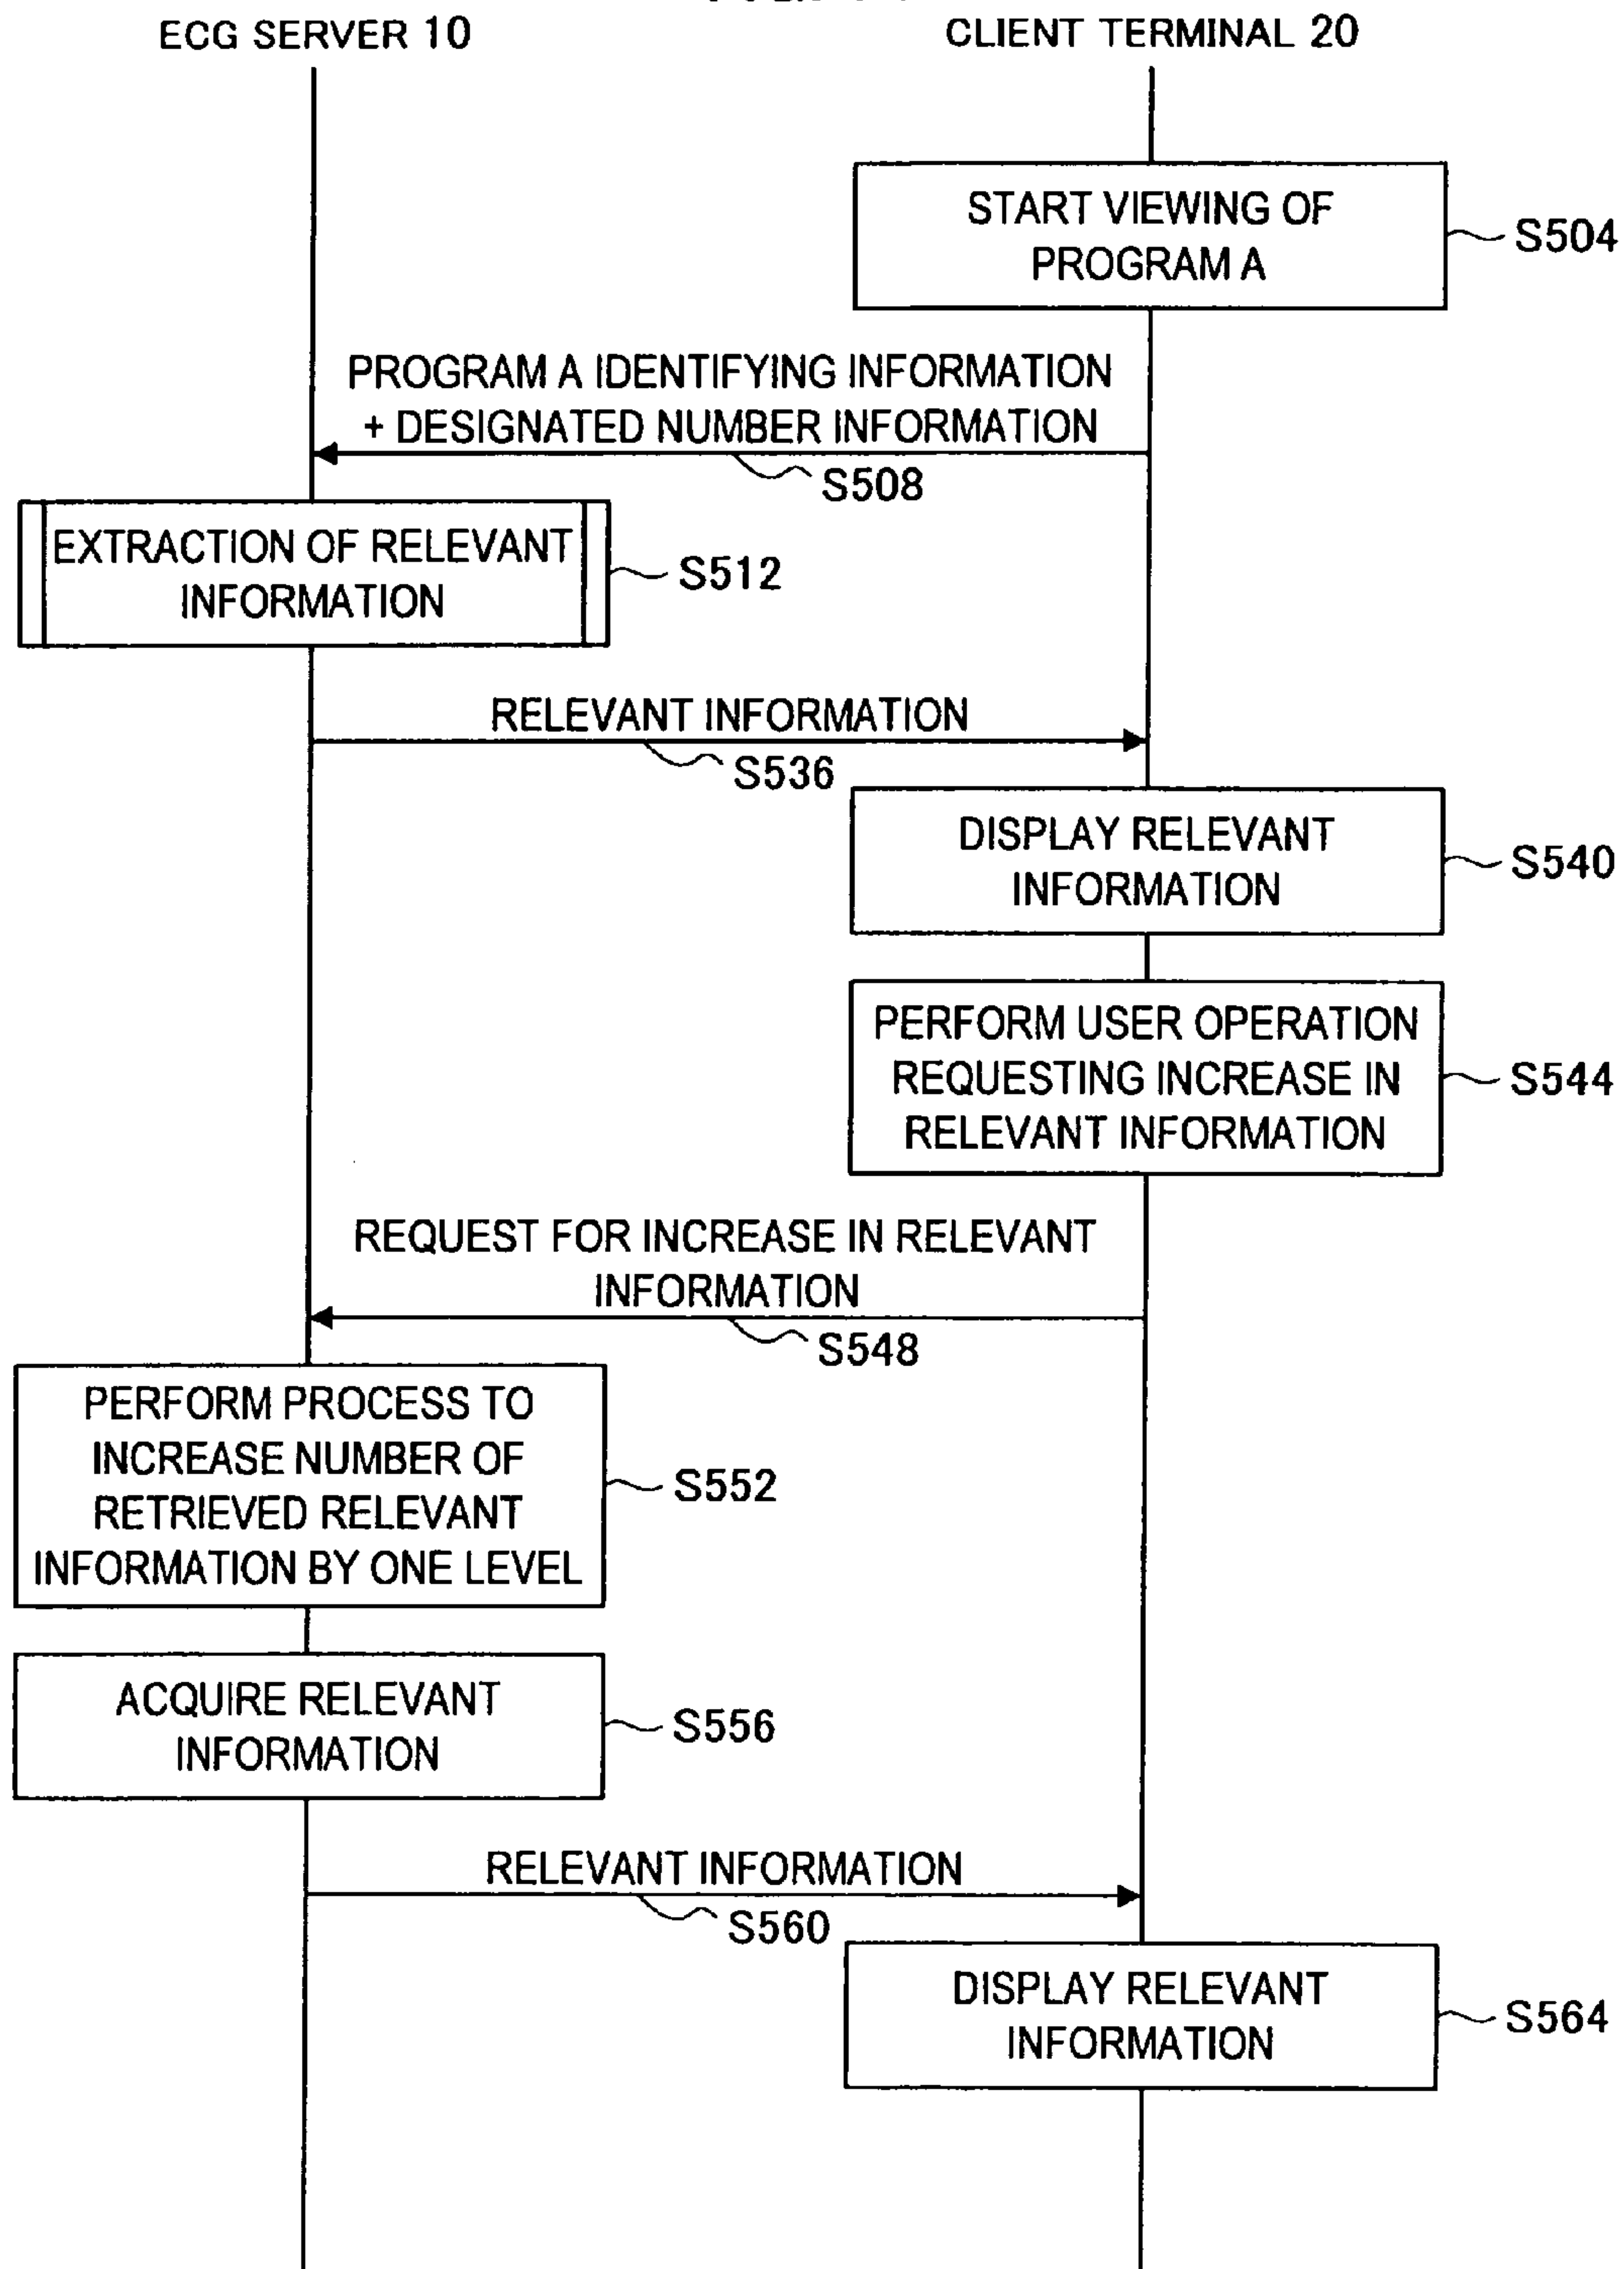 ECG SERVER 10
CLIENT TERMINAL 20
START VIEWING OF
PROGRAM A
S504
PROGRAM A IDENTIFYING INFORMATION
+ DESIGNATED NUMBER INFORMATION
S508
EXTRACTION OF RELEVANT
INFORMATION
S512
RELEVANT INFORMATION
S536
DISPLAY RELEVANT
INFORMATION
S540
PERFORM USER OPERATION
REQUESTING INCREASE IN
RELEVANT INFORMATION
S544
REQUEST FOR INCREASE IN RELEVANT
INFORMATION
S548
PERFORM PROCESS TO
INCREASE NUMBER OF
RETRIEVED RELEVANT
INFORMATION BY ONE LEVEL
S552
ACQUIRE RELEVANT
INFORMATION
S556
RELEVANT INFORMATION
S560
DISPLAY RELEVANT
INFORMATION
S564